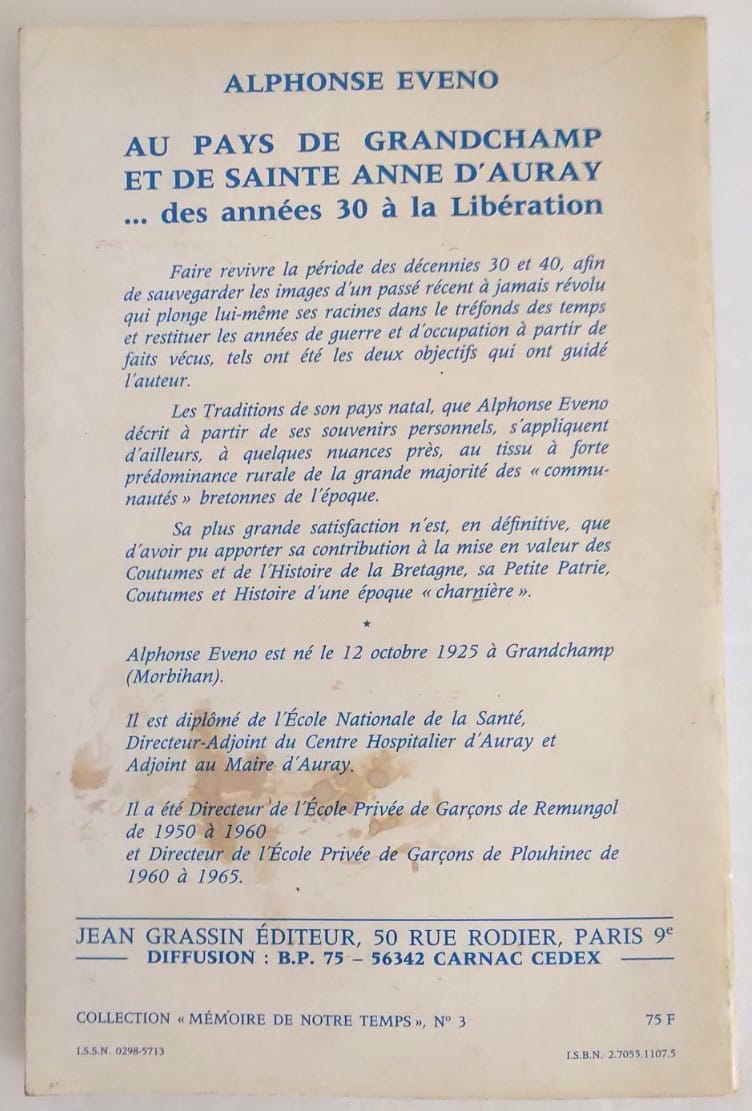 ALPHONSE EVENO
AU PAYS DE GRANDCHAMP
ET DE SAINTE ANNE D'AURAY
... des années 30 à la Libération
Faire revivre la période des décennies 30 et 40, afin
de sauvegarder les images d'un passé récent à jamais révolu
qui plonge lui-même ses racines dans le tréfonds des temps
et restituer les années de guerre et d'occupation à partir de
faits vécus, tels ont été les deux objectifs qui ont guidé
l'auteur.
Les Traditions de son pays natal, que Alphonse Eveno
décrit à partir de ses souvenirs personnels, s'appliquent
d'ailleurs, à quelques nuances près, au tissu à forte
prédominance rurale de la grande majorité des « commu-
nautés » bretonnes de l'époque.
Sa plus grande satisfaction n'est, en définitive, que
d'avoir pu apporter sa contribution à la mise en valeur des
Coutumes et de l'Histoire de la Bretagne, sa Petite Patrie,
Coutumes et Histoire d'une époque « charnière ».
★
Alphonse Eveno est né le 12 octobre 1925 à Grandchamp
(Morbihan).
Il est diplômé de l'École Nationale de la Santé,
Directeur-Adjoint du Centre Hospitalier d'Auray et
Adjoint au Maire d'Auray.
Il a été Directeur de l'École Privée de Garçons de Remungol
de 1950 à 1960
et Directeur de l'École Privée de Garçons de Plouhinec de
1960 à 1965.
JEAN GRASSIN ÉDITEUR, 50 RUE RODIER, PARIS 9e
DIFFUSION : B.P. 75 – 56342 CARNAC CEDEX
COLLECTION « MÉMOIRE DE NOTRE TEMPS », N° 3 75 F
I.S.S.N. 0298-5713 I.S.B.N. 2.7055.1107.5